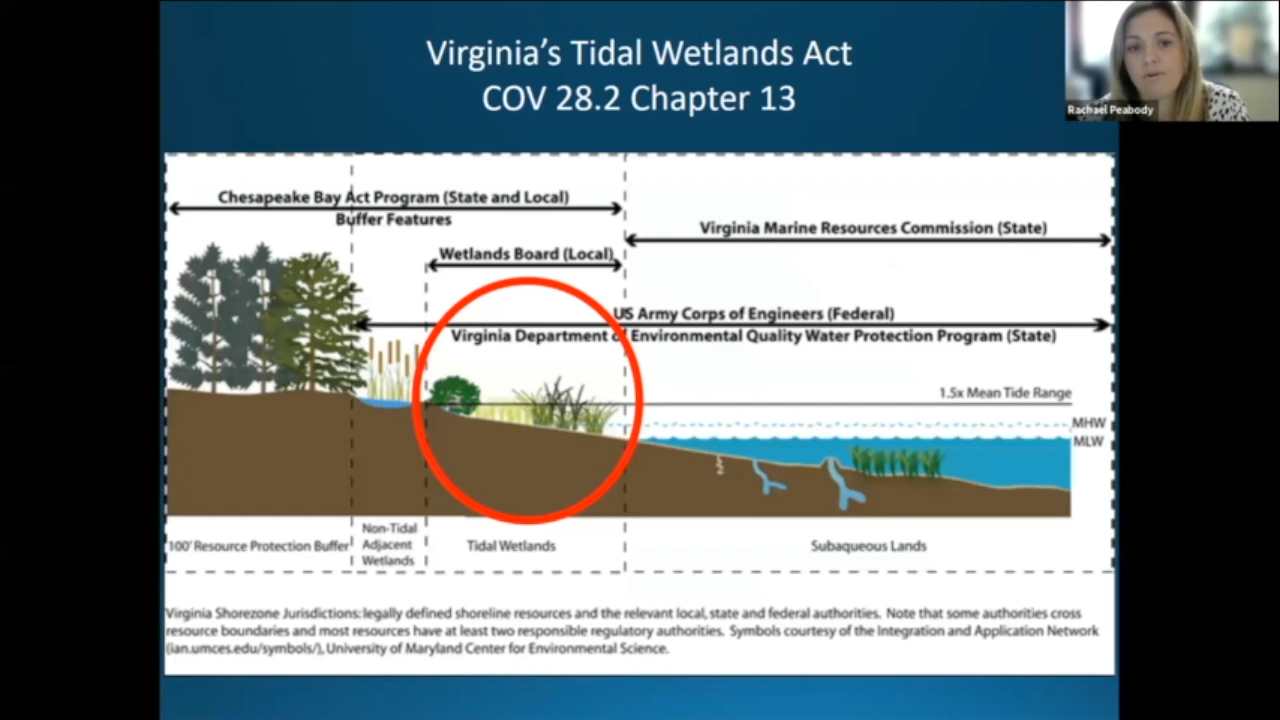 Virginia's Tidal Wetlands Act
COV 28.2 Chapter 13
Rachael Peabody
Chesapeake Bay Act Program (State and Local)
Buffer Features
Virginia Marine Resources Commission (State)
Wetlands Board (Local)
US Army Corps of Engineers (Federal)
Virginia Department of Environmental Quality Water Protection Program (State)
1.5x Mean Tide Range
MHW
MLW
100' Resource Protection Buffer
Non-Tidal
Adjacent
Wetlands
Tidal Wetlands
Subaqueous Lands
Virginia Shorezone Jurisdictions: legally defined shoreline resources and the relevant local, state and federal authorities. Note that some authorities cross
resource boundaries and most resources have at least two responsible regulatory authorities. Symbols courtesy of the Integration and Application Network
(ian.umces.edu/symbols/), University of Maryland Center for Environmental Science.